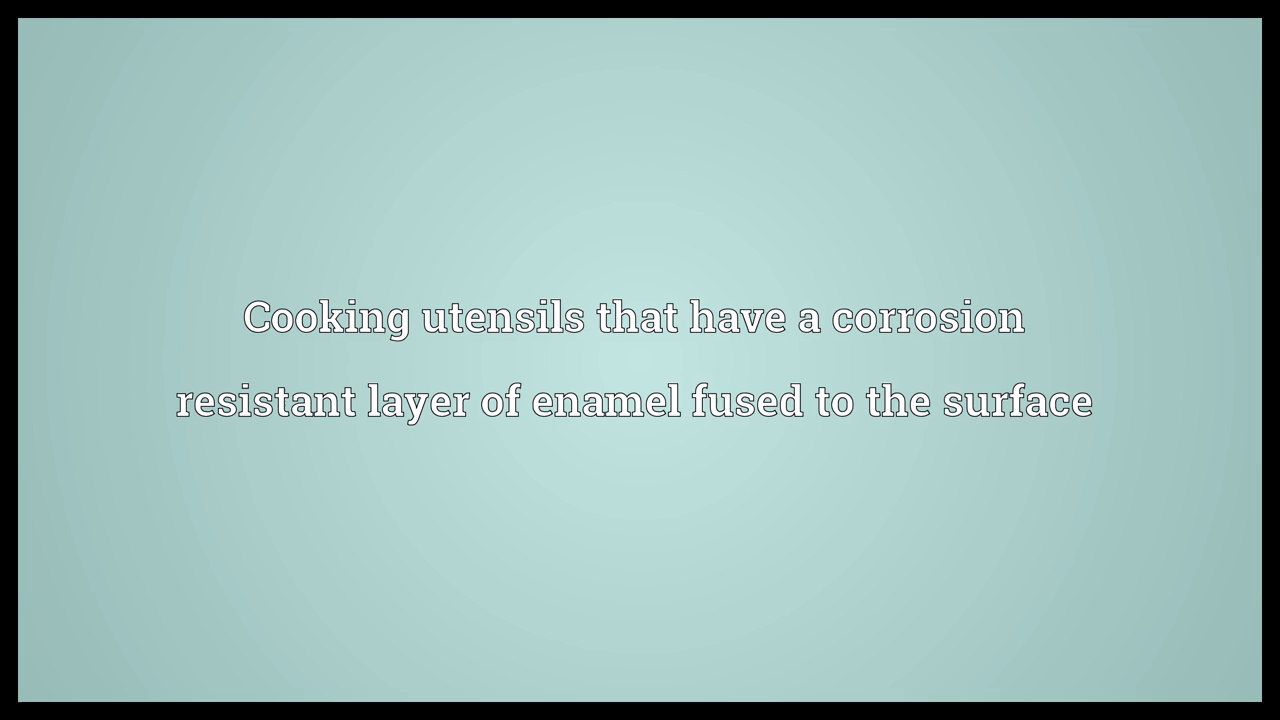 Cooking utensils that have a corrosion
resistant layer of enamel fused to the surface